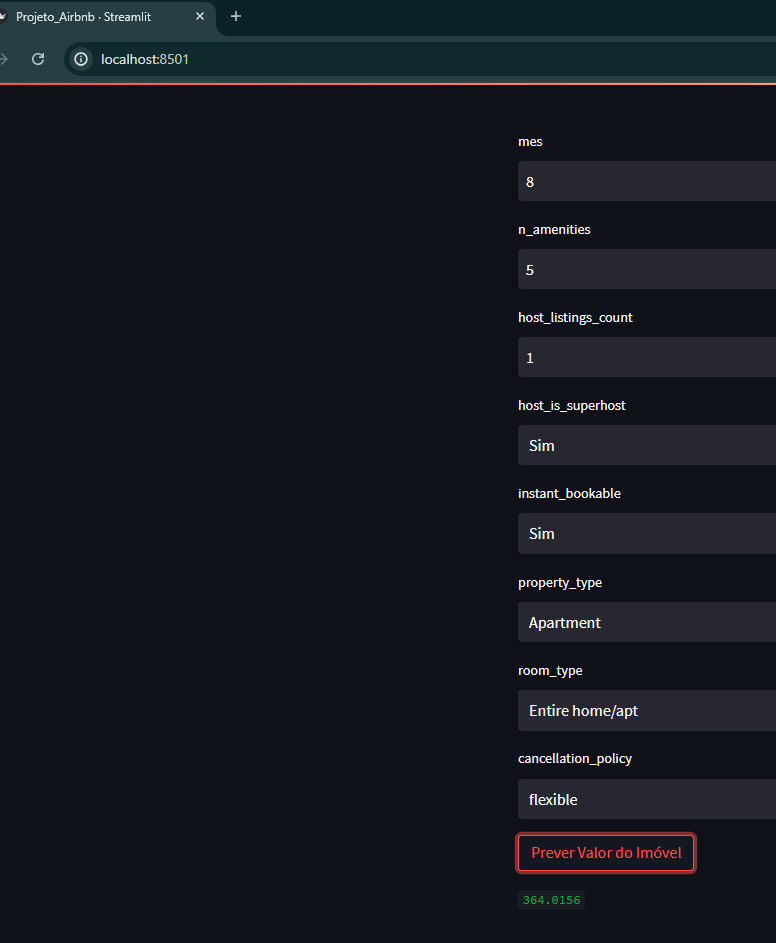 Projeto_Airbnb · Streamlit
localhost:8501
mes
8
n_amenities
5
host_listings_count
1
host_is_superhost
Sim
instant_bookable
Sim
property_type
Apartment
room_type
Entire home/apt
cancellation_policy
flexible
Prever Valor do Imóvel
364.0156